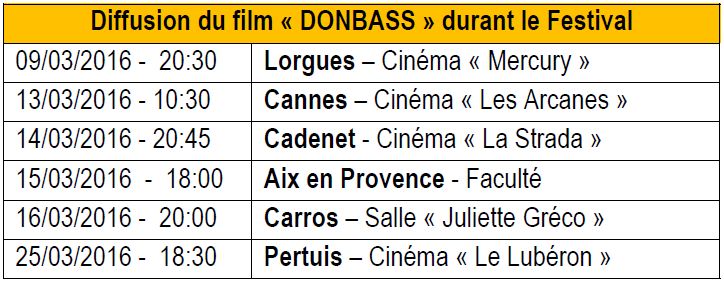 Diffusion du film « DONBASS » durant le Festival
09/03/2016 - 20:30 Lorgues – Cinéma « Mercury »
13/03/2016 - 10:30 Cannes – Cinéma « Les Arcanes »
14/03/2016 - 20:45 Cadenet - Cinéma « La Strada »
15/03/2016 - 18:00 Aix en Provence - Faculté
16/03/2016 - 20:00 Carros – Salle « Juliette Gréco »
25/03/2016 - 18:30 Pertuis – Cinéma « Le Lubéron »